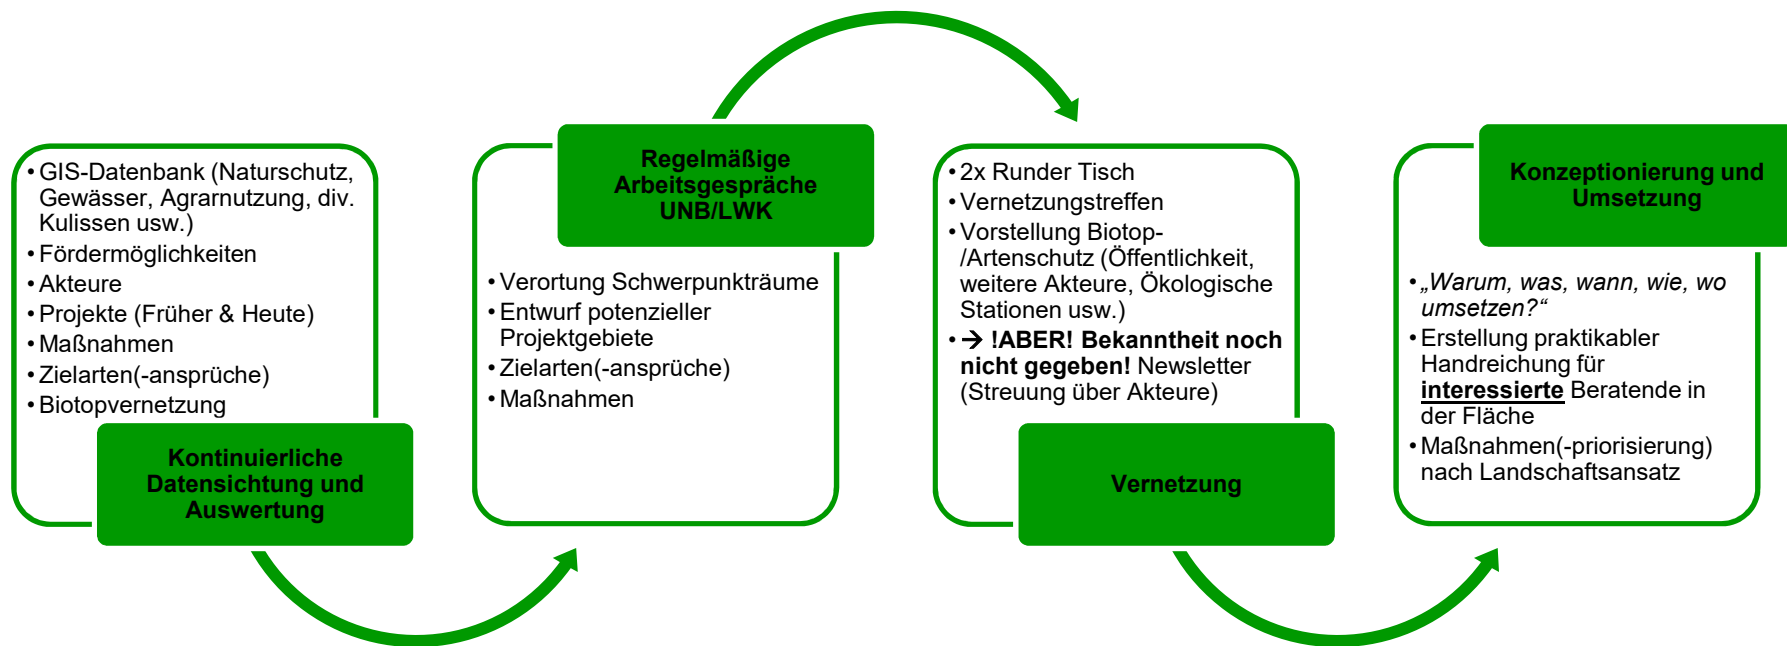 • GIS-Datenbank (Naturschutz,
Gewässer, Agrarnutzung, div.
Kulissen usw.)
• Fördermöglichkeiten
• Akteure
• Projekte (Früher & Heute)
• Maßnahmen
• Zielarten(-ansprüche)
• Biotopvernetzung
Kontinuierliche
Datensichtung und
Auswertung
Regelmäßige
Arbeitsgespräche
UNB/LWK
• Verortung Schwerpunkträume
• Entwurf potenzieller
Projektgebiete
• Zielarten(-ansprüche)
• Maßnahmen
• 2x Runder Tisch
• Vernetzungstreffen
• Vorstellung Biotop-
/Artenschutz (Öffentlichkeit,
weitere Akteure, Ökologische
Stationen usw.)
• → !ABER! Bekanntheit noch
nicht gegeben! Newsletter
(Streuung über Akteure)
Vernetzung
Konzeptionierung und
Umsetzung
• „Warum, was, wann, wie, wo
umsetzen?“
• Erstellung praktikabler
Handreichung für
interessierte Beratende in
der Fläche
• Maßnahmen(-priorisierung)
nach Landschaftsansatz